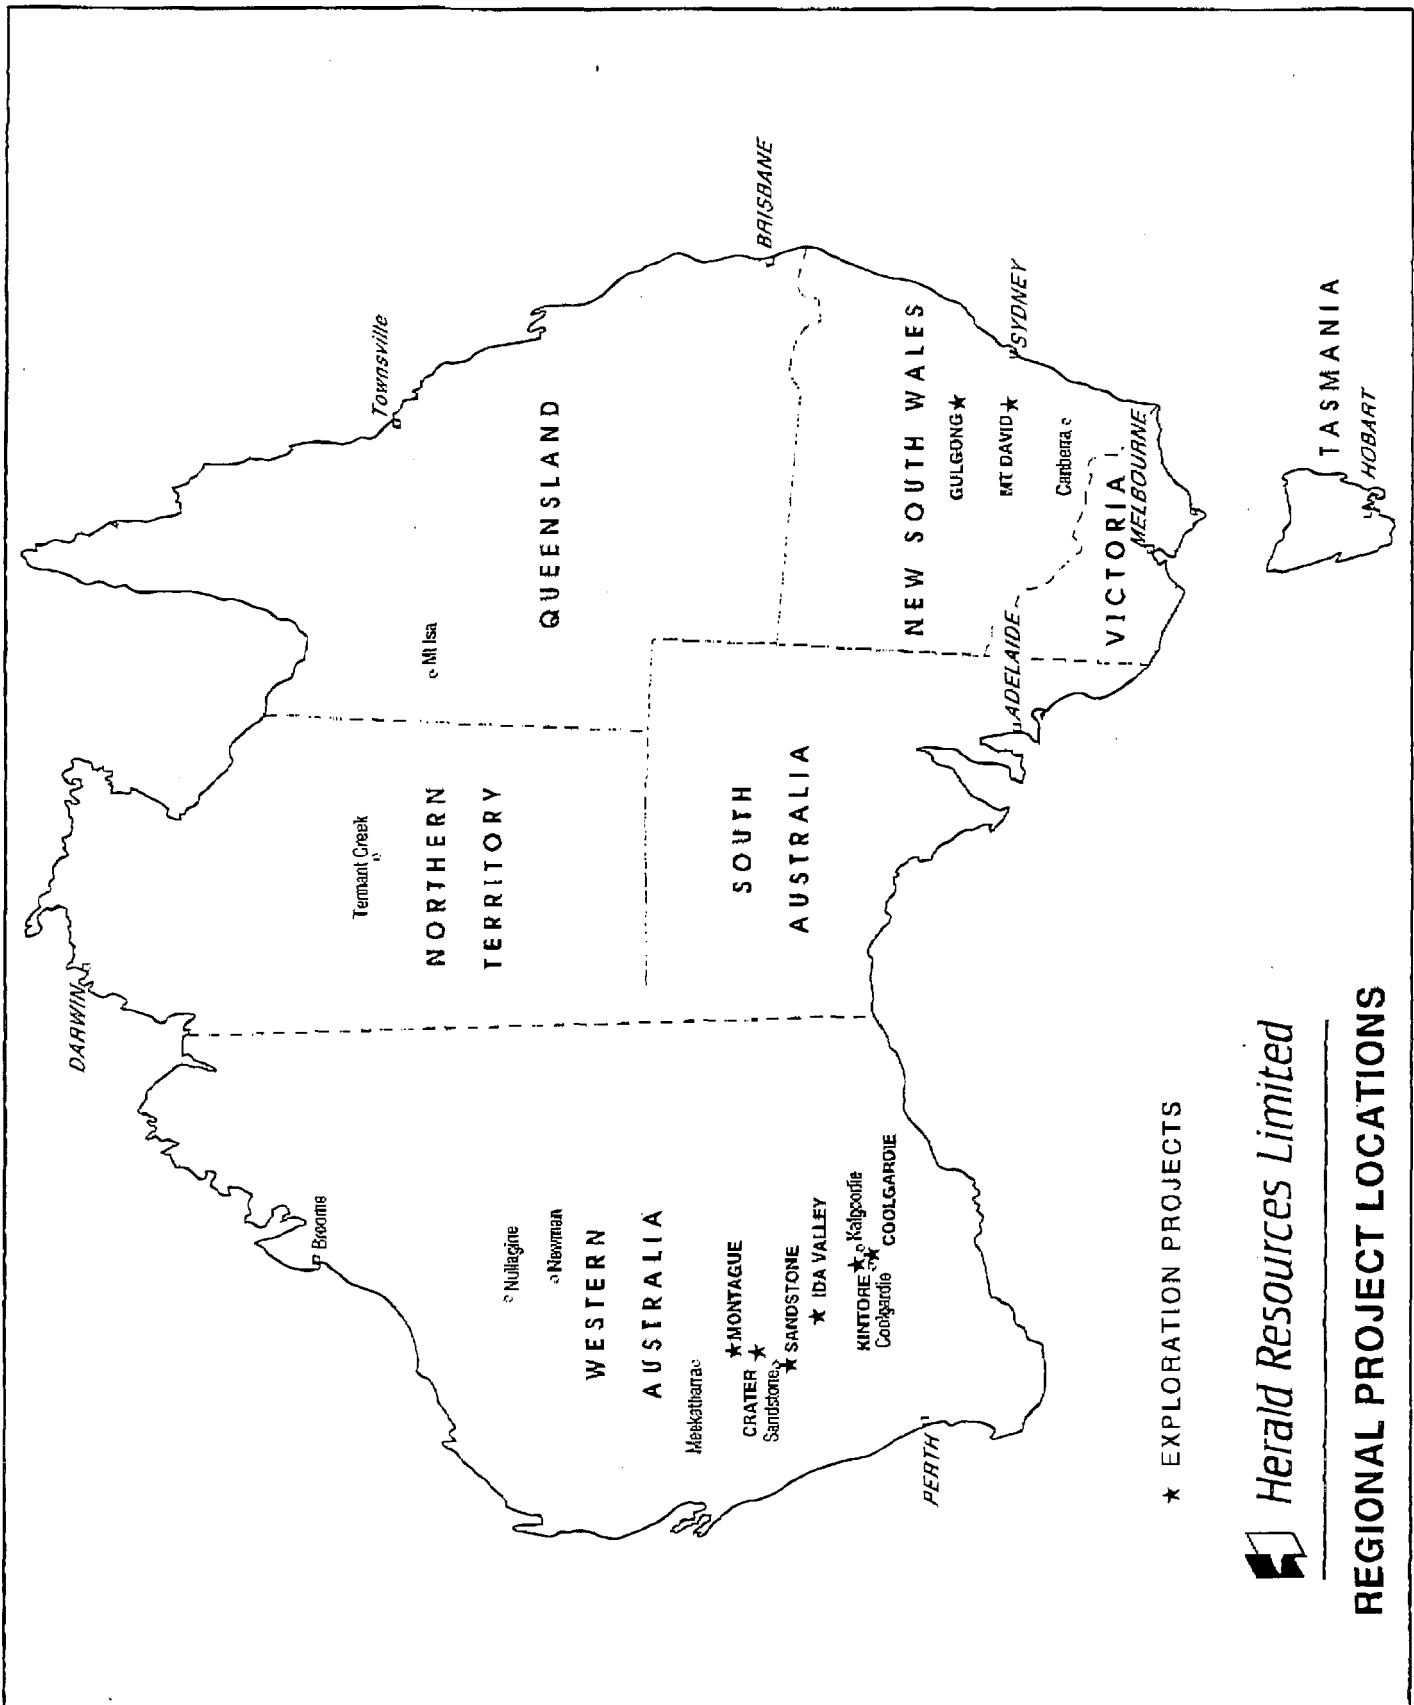 DARWIN
Tennant Creek
NORTHERN
TERRITORY
Townsville
Mt Isa
QUEENSLAND
BRISBANE
Broome
Nullagine
Newman
WESTERN
AUSTRALIA
Meekatharra
MONTAGUE
CRATER
Sandstone
SANDSTONE
IDA VALLEY
KINTORE
Kalgoorlie
Coolgardie
COOLGARDIE
PERTH
SOUTH
AUSTRALIA
ADELAIDE
NEW SOUTH WALES
GULGONG
MT DAVID
SYDNEY
Canberra
VICTORIA
MELBOURNE
TASMANIA
HOBART
★ EXPLORATION PROJECTS
Herald Resources Limited
REGIONAL PROJECT LOCATIONS